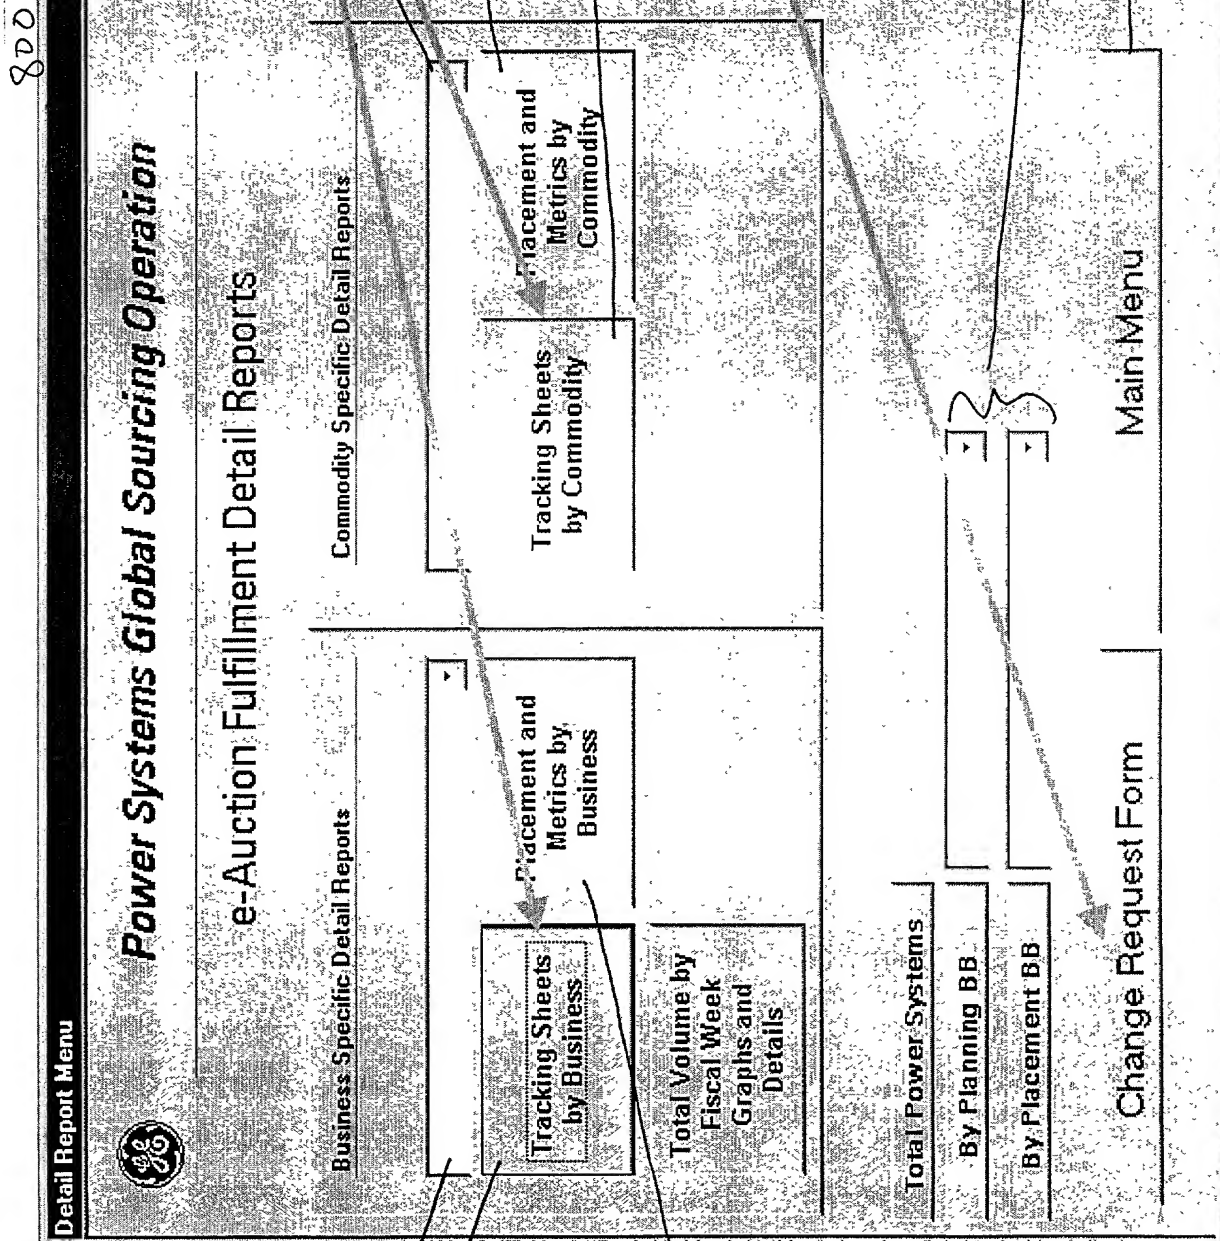 800
Detail Report Menu
Power Systems Global Sourcing Operation
e-Auction Fulfillment Detail Reports
Business Specific Detail Reports
Tracking Sheets
by Business
Placement and
Metrics by
Business
Total Volume by
Fiscal Week
Graphs and
Details
Commodity Specific Detail Reports
Tracking Sheets
by Commodity
Placement and
Metrics by
Commodity
Total Power Systems
By Planning BB
By Placement BB
Change Request Form
Main Menu